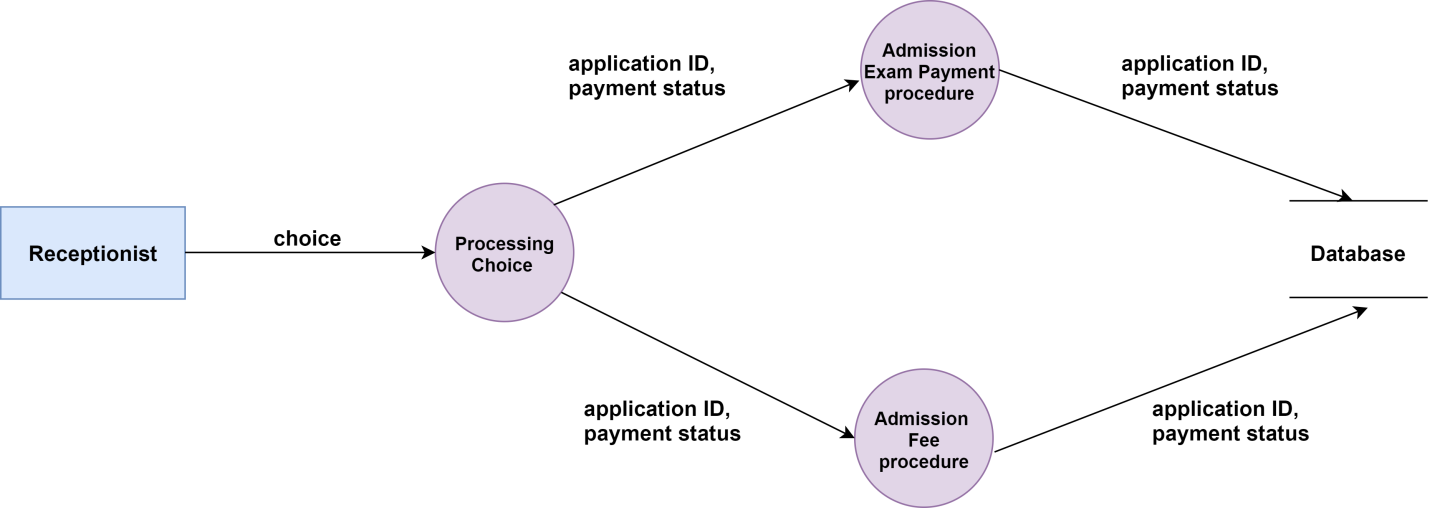 Receptionist
choice
Processing
Choice
application ID,
payment status
Admission
Exam Payment
procedure
application ID,
payment status
Database
application ID,
payment status
Admission
Fee
procedure
application ID,
payment status